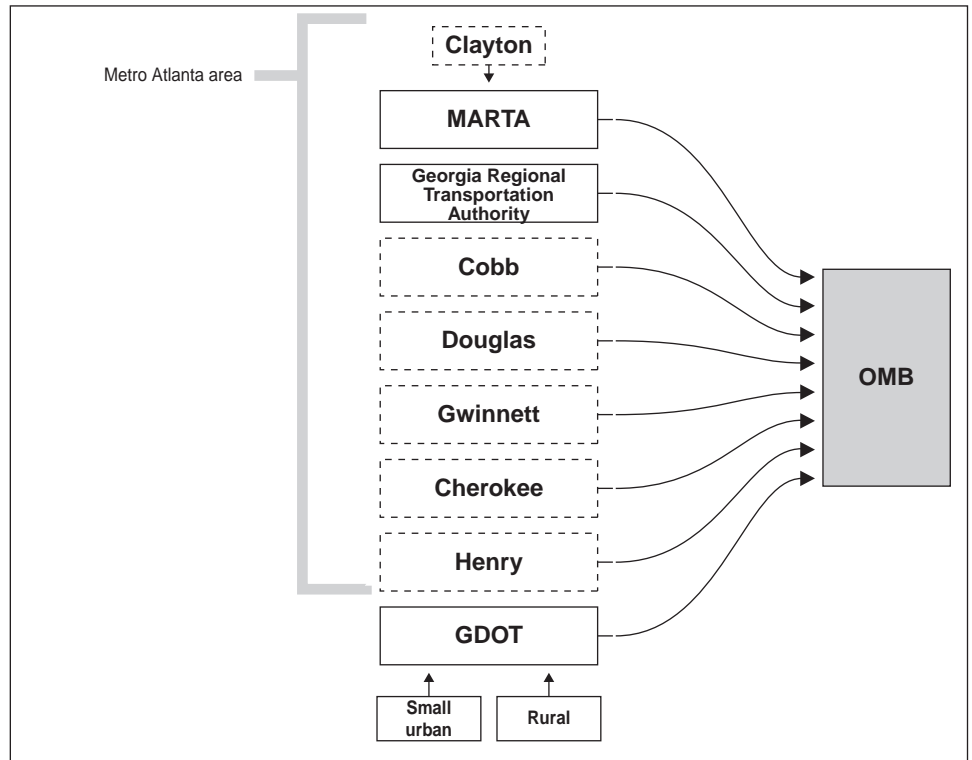 Clayton
Metro Atlanta area
MARTA
Georgia Regional
Transportation
Authority
Cobb
Douglas
OMB
Gwinnett
Cherokee
Henry
GDOT
Small
urban
Rural